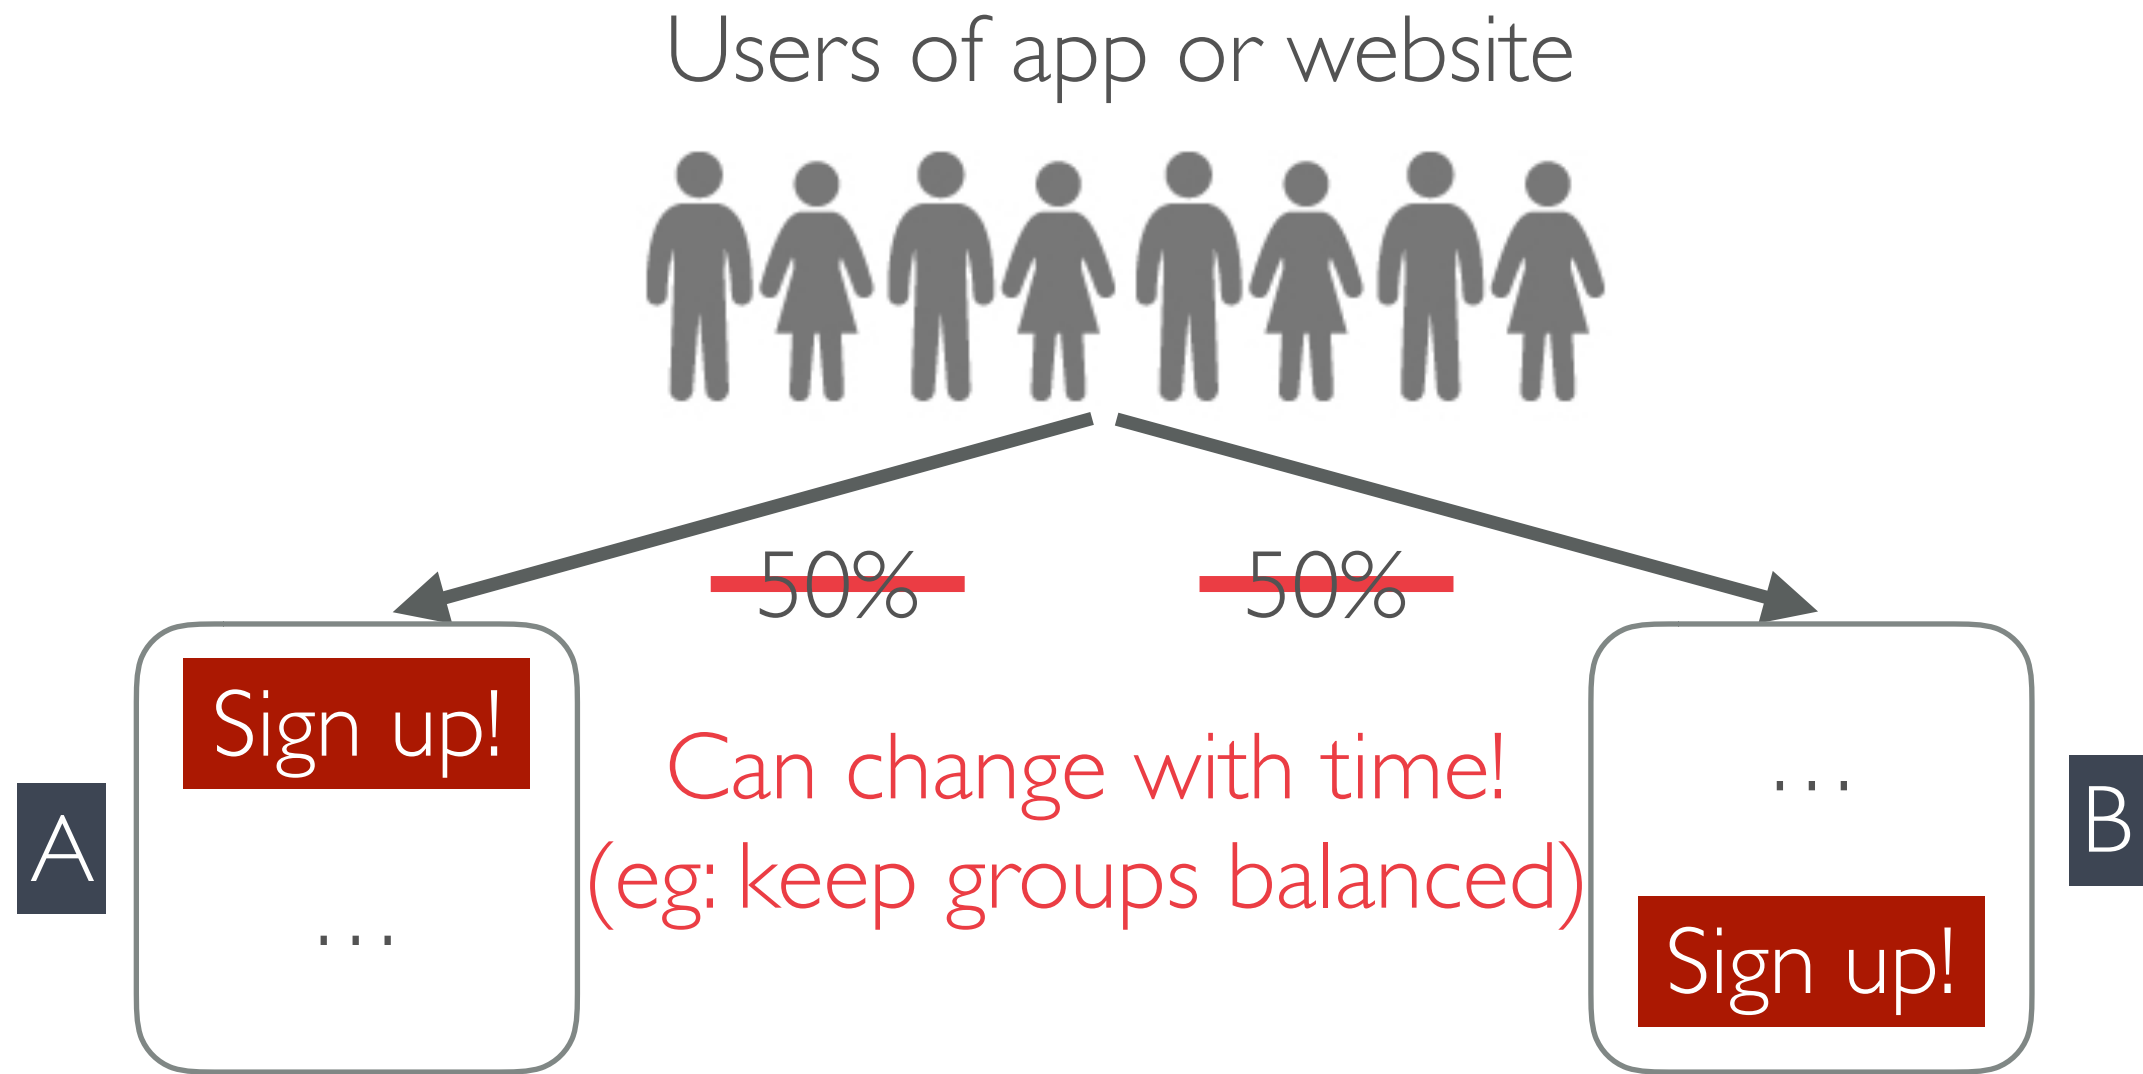 Users of app or website
50% 50%
Sign up!
Can change with time!
...
A
B
(eg: keep groups balanced)
...
Sign up!